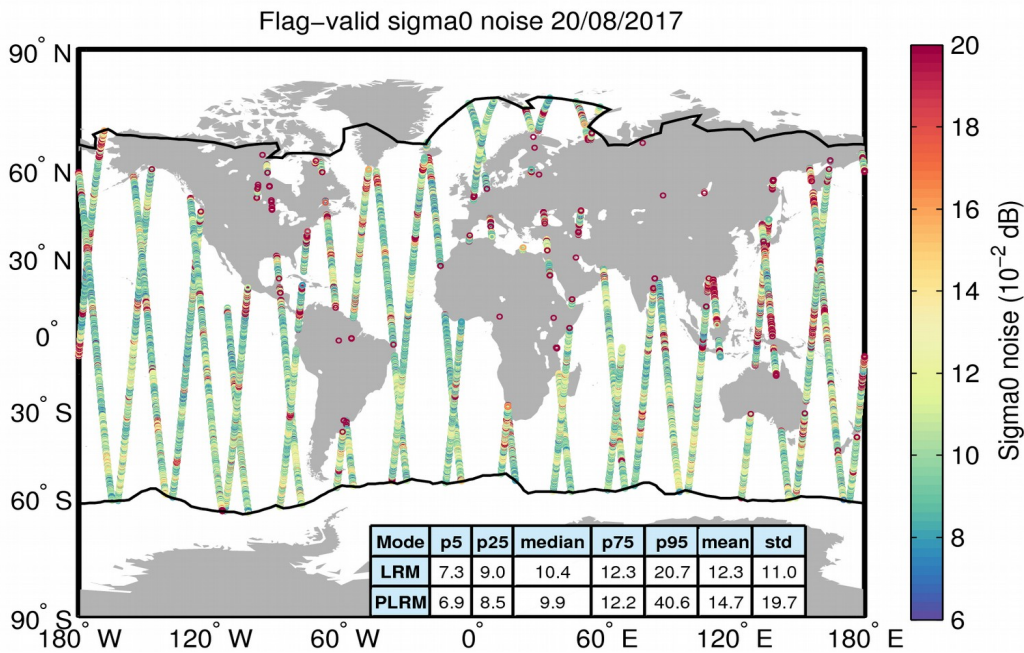 Flag−valid sigma0 noise 20/08/2017
90° N
60° N
30° N
0°
30° S
60° S
90° S
180° W 120° W 60° W 0° 60° E 120° E 180° E
Mode p5 p25 median p75 p95 mean std
LRM 7.3 9.0 10.4 12.3 20.7 12.3 11.0
PLRM 6.9 8.5 9.9 12.2 40.6 14.7 19.7
20
18
16
14
12
10
8
6
Sigma0 noise (10⁻² dB)